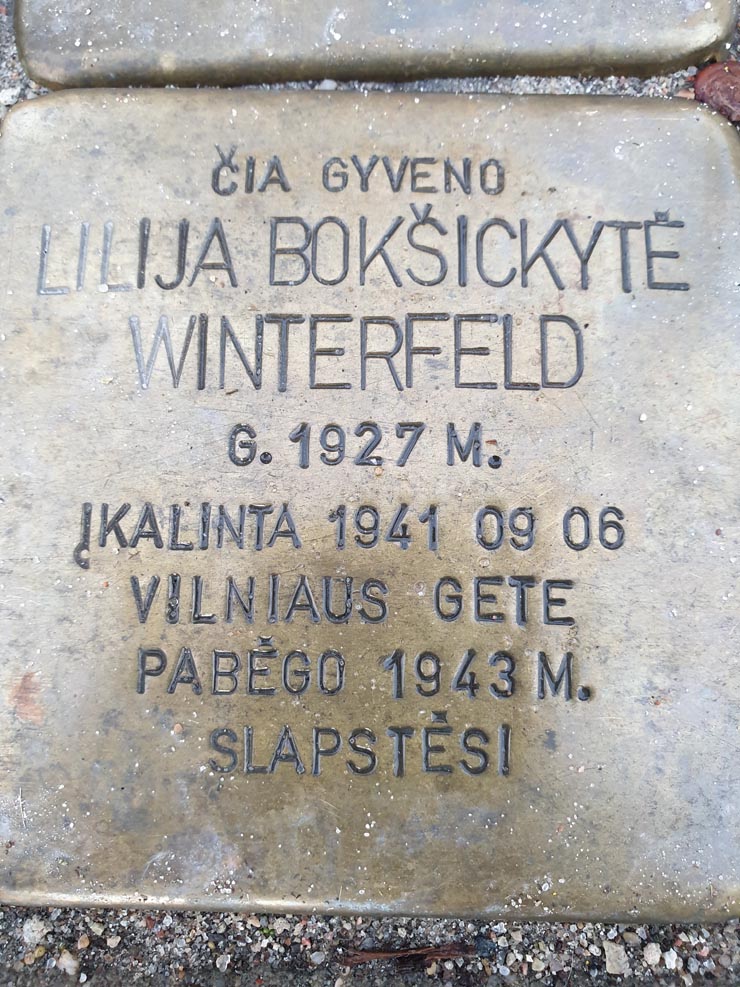 ČIA GYVENO
LILIJA BOKŠICKYTĖ
WINTERFELD
G. 1927 M.
ĮKALINTA 1941 09 06
VILNIAUS GETE
PABĖGO 1943 M.
SLAPSTĖSI